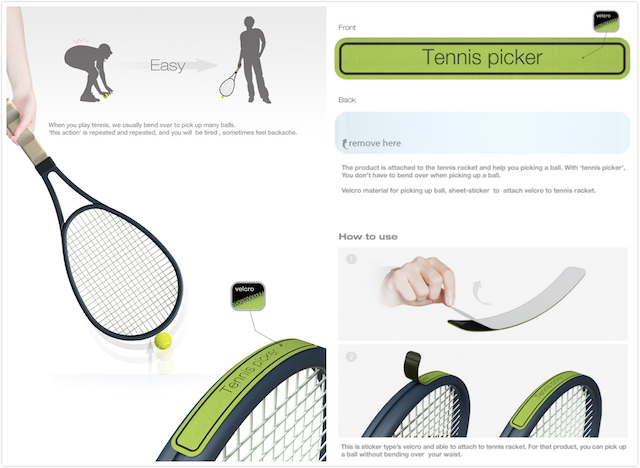 Easy
When you play tennis, we usually bend over to pick up many balls.
'this action' is repeated and repeated, and you will be tired , sometimes feel backache.
velcro
Tennis picker
Front
velcro
Tennis picker
Back
remove here
The product is attached to the tennis racket and help you picking a ball. With 'tennis picker',
You don't have to bend over when picking up a ball.
Velcro material for picking up ball, sheet-sticker to attach velcro to tennis racket.
How to use
1
2
Tennis picker
This is sticker type's velcro and able to attach to tennis racket. For that product, you can pick up
a ball without bending over your waist.